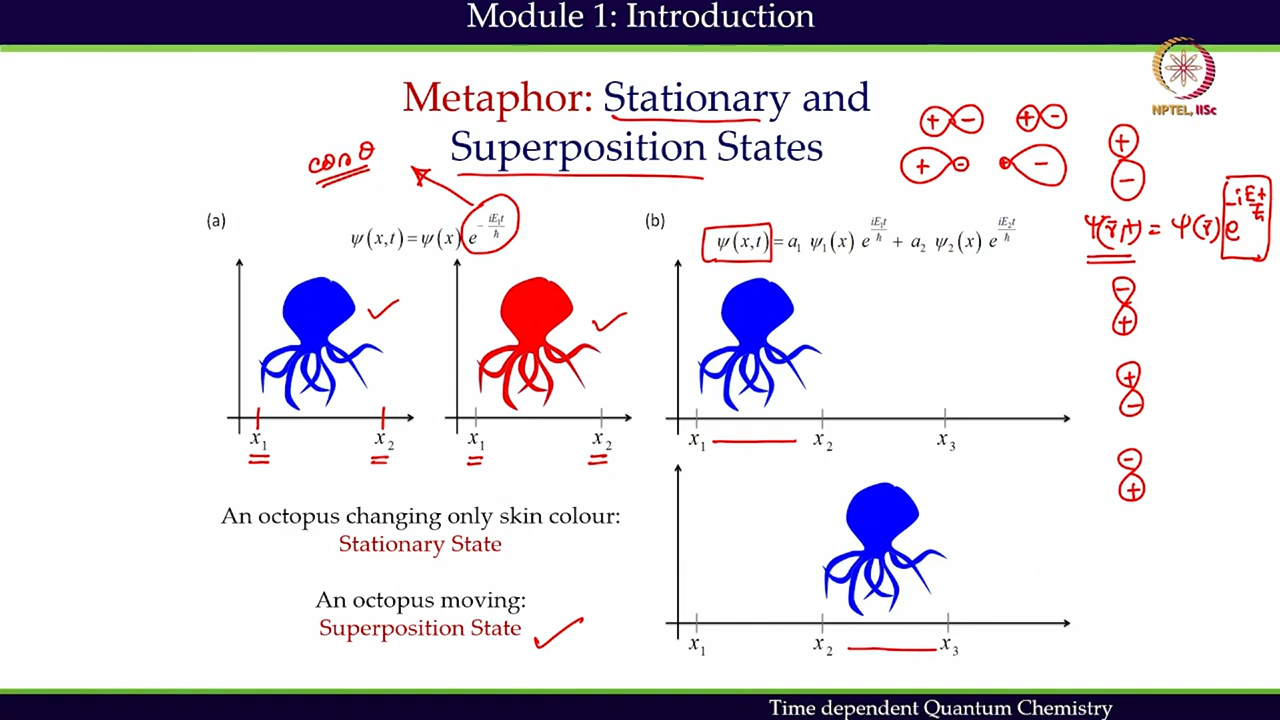 Module 1: Introduction
NPTEL, IISc
Metaphor: Stationary and
Superposition States
cos θ
+ − + −
+ − − 
+
−
(a)
ψ(x,t) = ψ(x) e^{-iE₁t/ħ}
(b)
ψ(x,t) = a₁ ψ₁(x) e^{iE₁t/ħ} + a₂ ψ₂(x) e^{iE₂t/ħ}
ψ(r̄,t) = ψ(r̄) e^{-iEt/ħ}
−
+
+
−
−
+
x₁ x₂
x₁ x₂
x₁ x₂ x₃
An octopus changing only skin colour:
Stationary State
An octopus moving:
Superposition State
x₁ x₂ x₃
Time dependent Quantum Chemistry